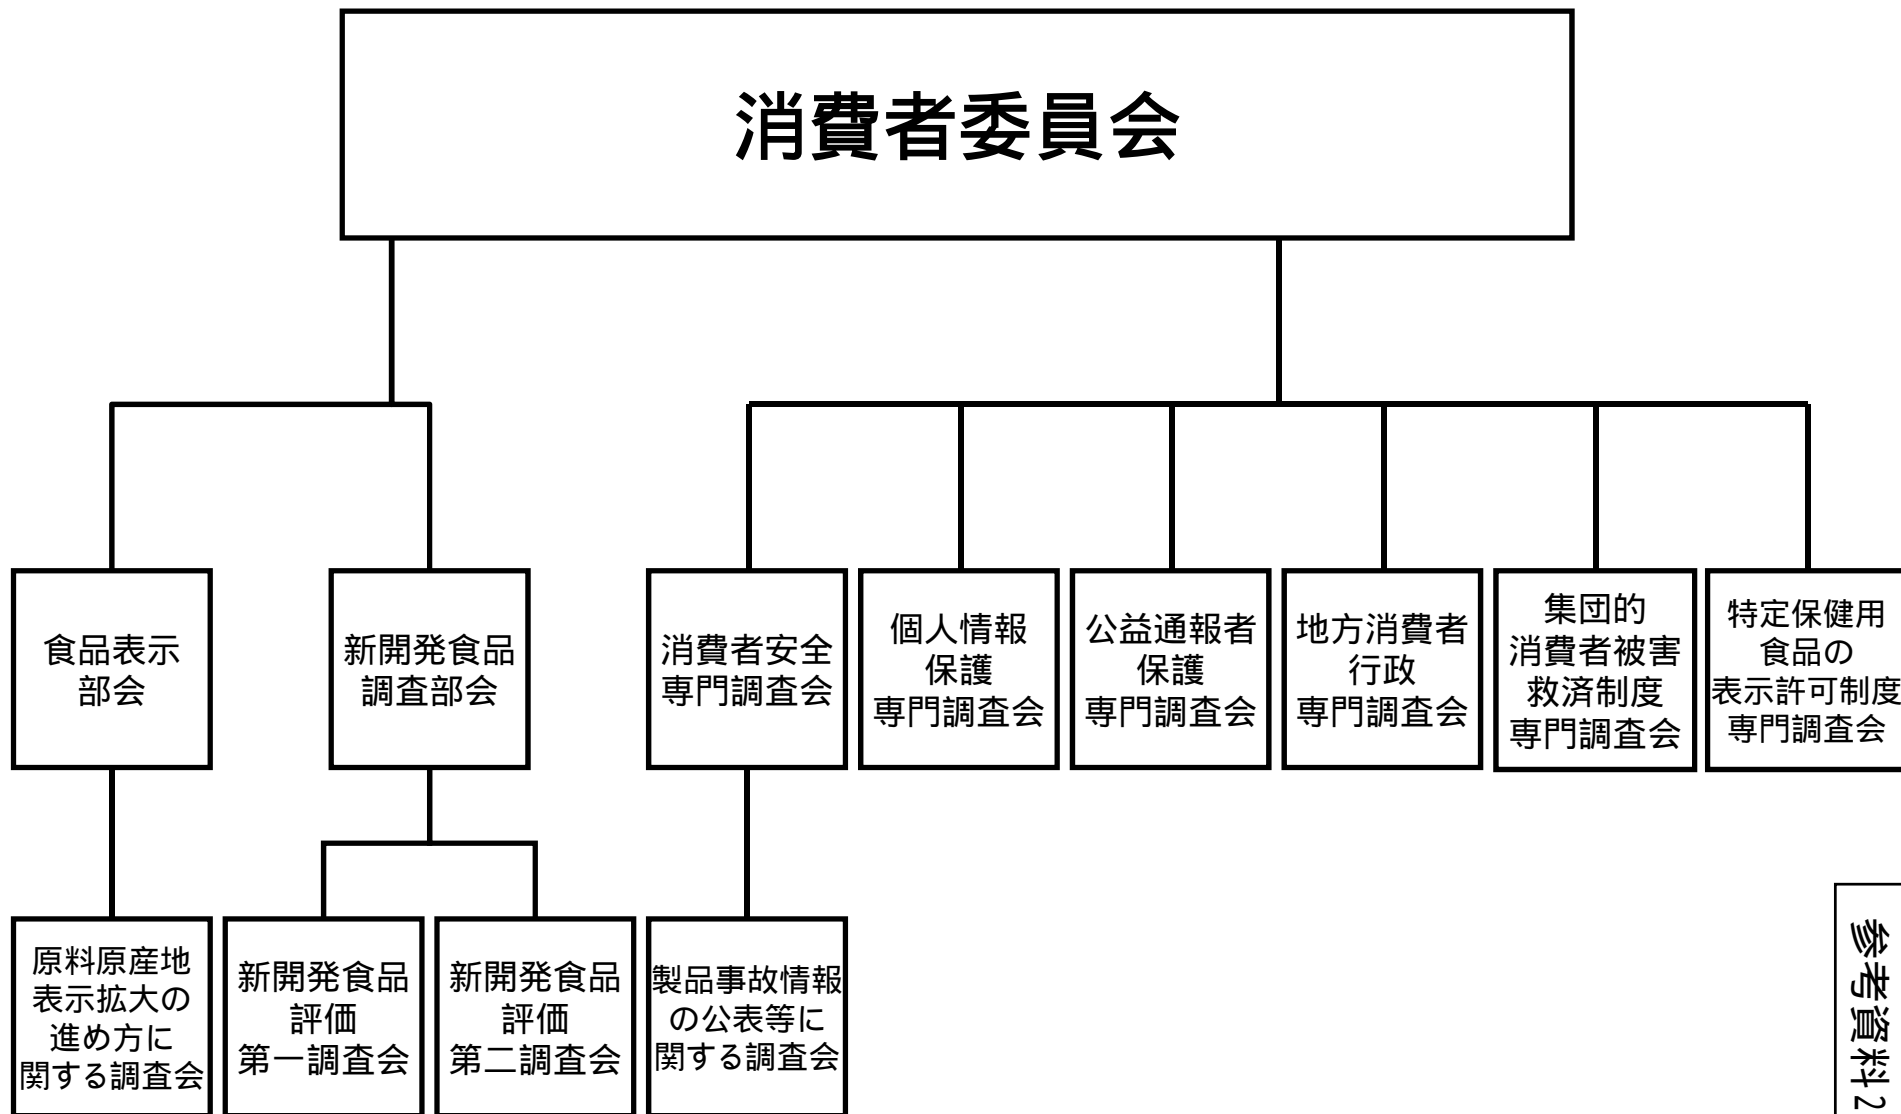 消費者委員会
食品表示
部会
新開発食品
調査部会
消費者安全
専門調査会
個人情報
保護
専門調査会
公益通報者
保護
専門調査会
地方消費者
行政
専門調査会
集団的
消費者被害
救済制度
専門調査会
特定保健用
食品の
表示許可制度
専門調査会
原料原産地
表示拡大の
進め方に
関する調査会
新開発食品
評価
第一調査会
新開発食品
評価
第二調査会
製品事故情報
の公表等に
関する調査会
参考資料2